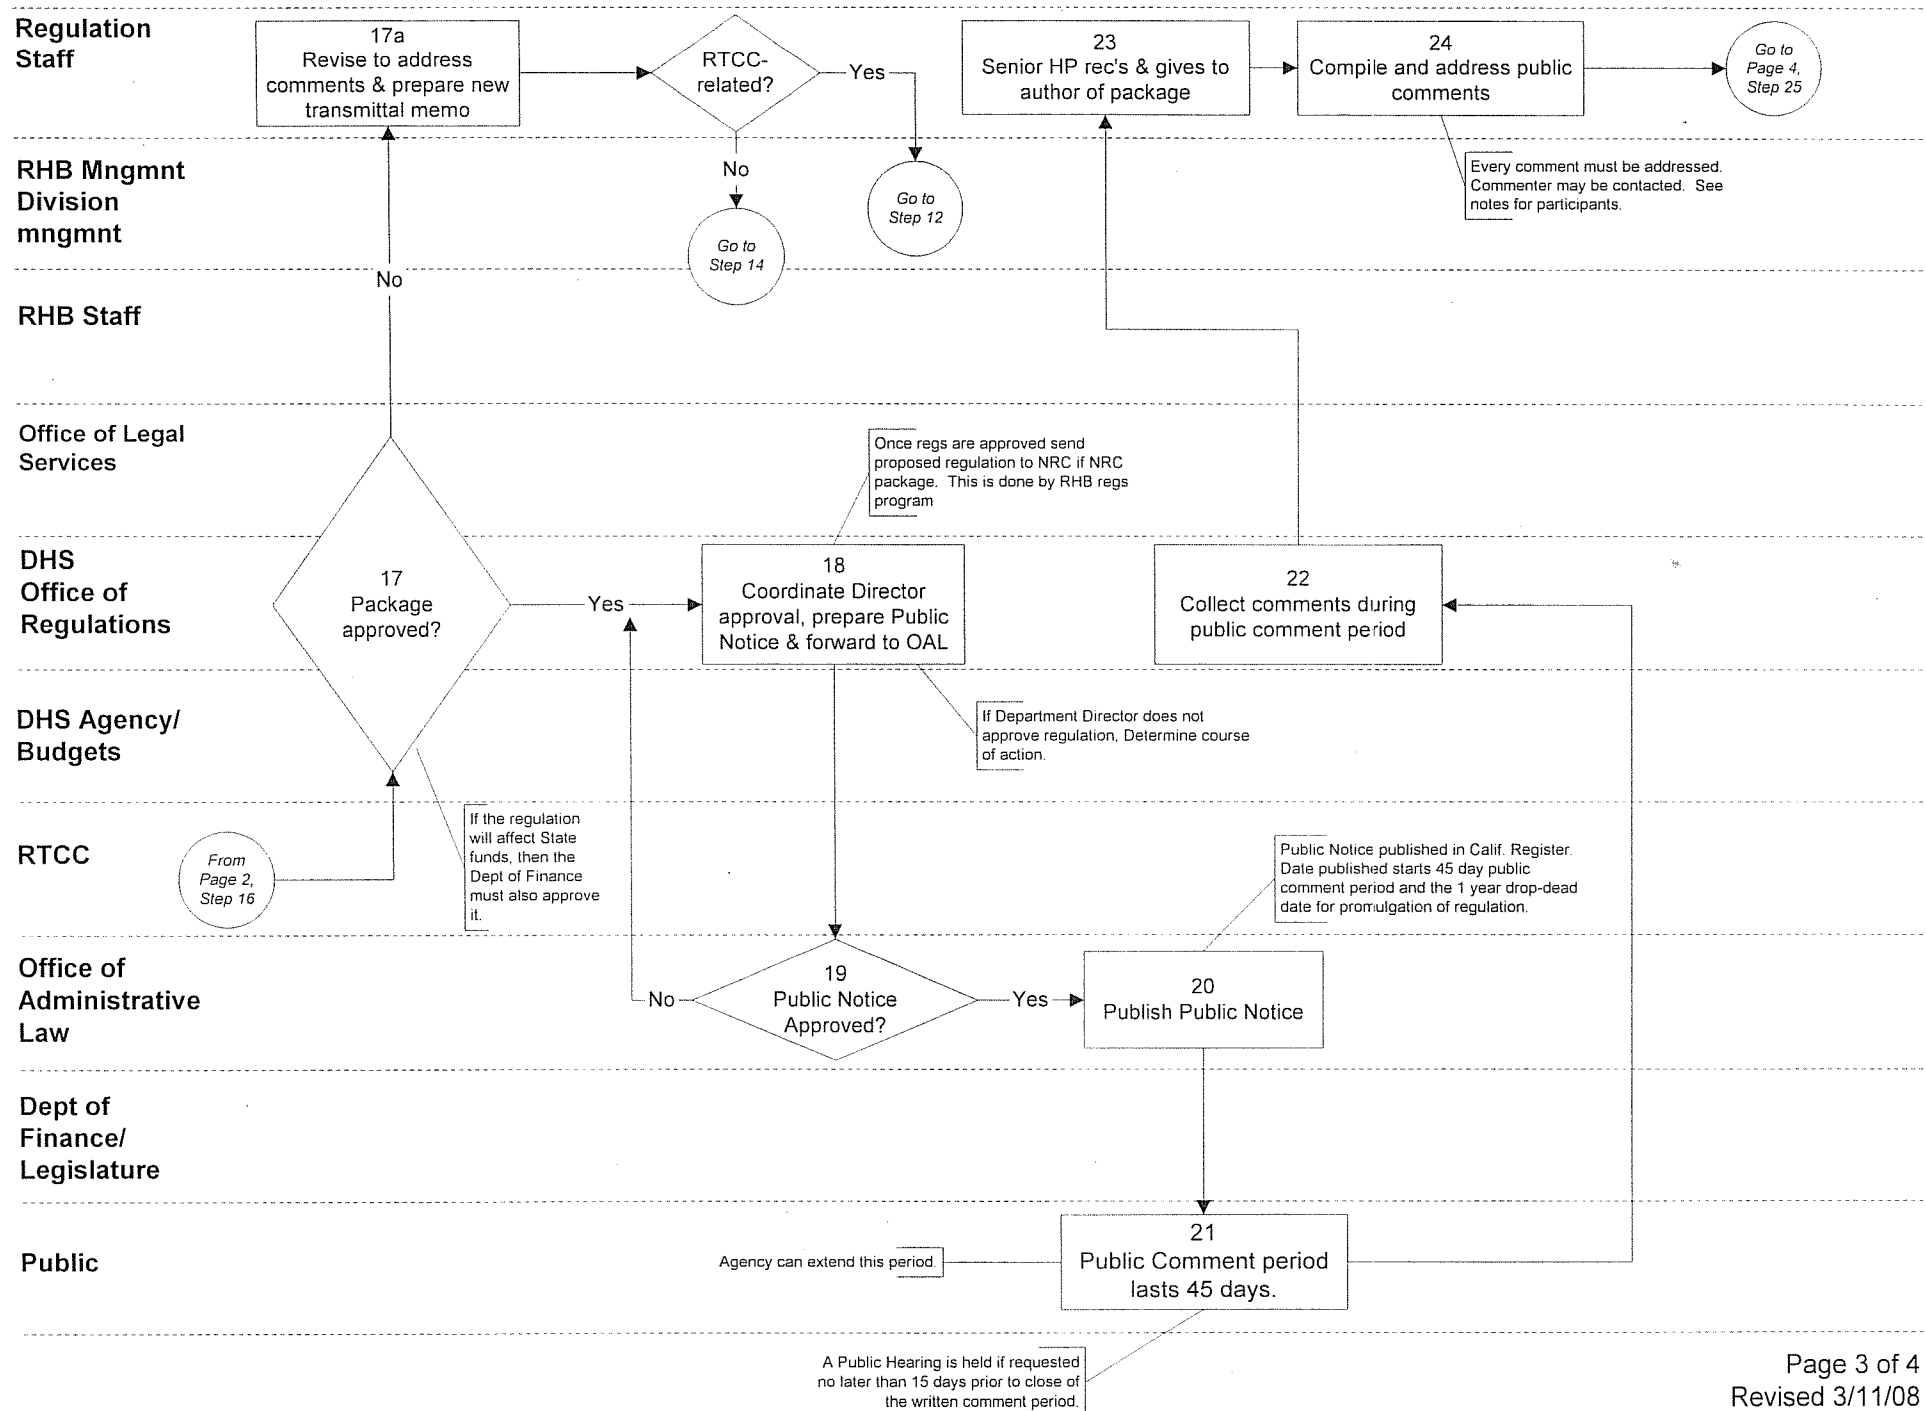 Regulation
Staff
17a
Revise to address
comments & prepare new
transmittal memo
RTCC-
related?
Yes
No
23
Senior HP rec's & gives to
author of package
24
Compile and address public
comments
Go to
Page 4,
Step 25
RHB Mngmnt
Division
mngmnt
Go to
Step 14
Go to
Step 12
Every comment must be addressed.
Commenter may be contacted. See
notes for participants.
No
RHB Staff
Office of Legal
Services
Once regs are approved send
proposed regulation to NRC if NRC
package. This is done by RHB regs
program
DHS
Office of
Regulations
17
Package
approved?
Yes
18
Coordinate Director
approval, prepare Public
Notice & forward to OAL
22
Collect comments during
public comment period
DHS Agency/
Budgets
If Department Director does not
approve regulation, Determine course
of action.
RTCC
From
Page 2,
Step 16
If the regulation
will affect State
funds, then the
Dept of Finance
must also approve
it.
Public Notice published in Calif. Register.
Date published starts 45 day public
comment period and the 1 year drop-dead
date for promulgation of regulation.
Office of
Administrative
Law
No
19
Public Notice
Approved?
Yes
20
Publish Public Notice
Dept of
Finance/
Legislature
Public
Agency can extend this period.
21
Public Comment period
lasts 45 days.
A Public Hearing is held if requested
no later than 15 days prior to close of
the written comment period.
Page 3 of 4
Revised 3/11/08